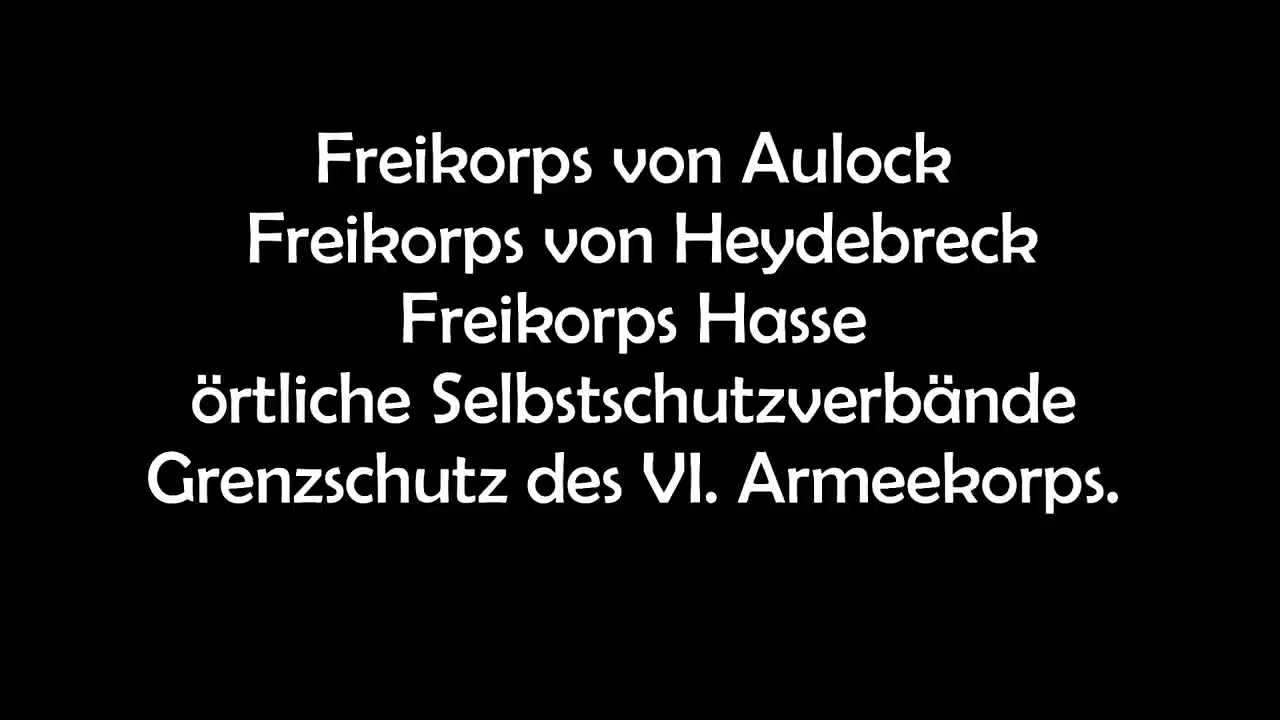 Freikorps von Aulock
Freikorps von Heydebreck
Freikorps Hasse
örtliche Selbstschutzverbände
Grenzschutz des VI. Armeekorps.